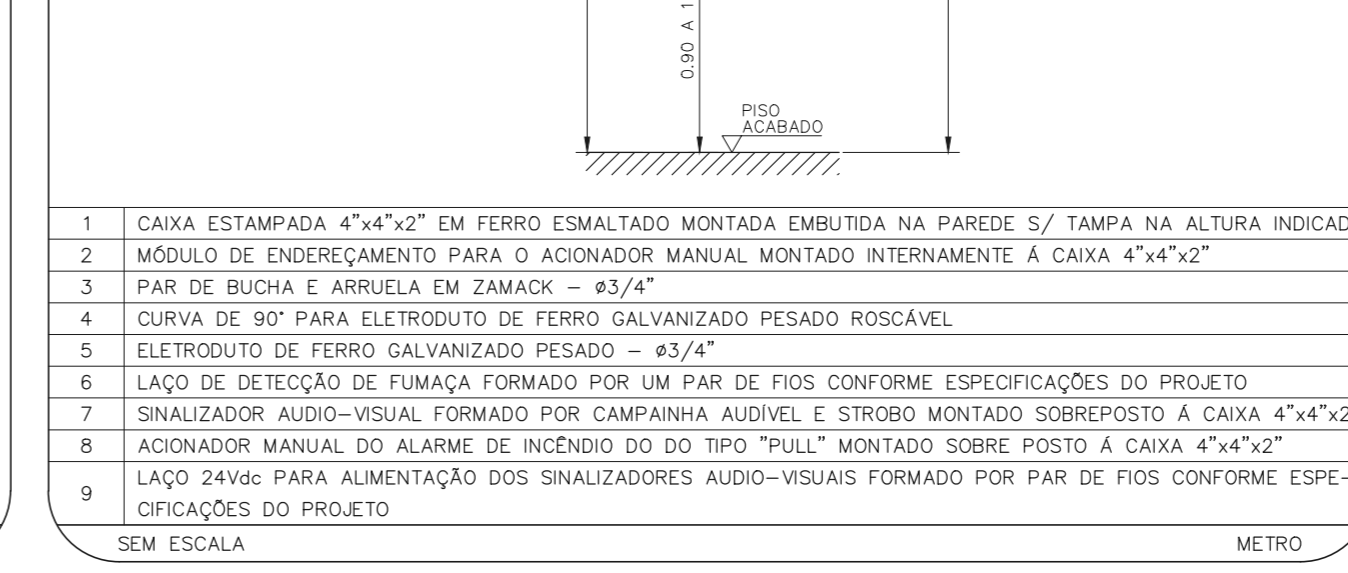 0.90 A 1
PISO
ACABADO
1 CAIXA ESTAMPADA 4"x4"x2" EM FERRO ESMALTADO MONTADA EMBUTIDA NA PAREDE S/ TAMPA NA ALTURA INDICAD
2 MÓDULO DE ENDEREÇAMENTO PARA O ACIONADOR MANUAL MONTADO INTERNAMENTE Á CAIXA 4"x4"x2"
3 PAR DE BUCHA E ARRUELA EM ZAMACK – ø3/4"
4 CURVA DE 90° PARA ELETRODUTO DE FERRO GALVANIZADO PESADO ROSCÁVEL
5 ELETRODUTO DE FERRO GALVANIZADO PESADO – ø3/4"
6 LAÇO DE DETECÇÃO DE FUMAÇA FORMADO POR UM PAR DE FIOS CONFORME ESPECIFICAÇÕES DO PROJETO
7 SINALIZADOR AUDIO–VISUAL FORMADO POR CAMPAINHA AUDÍVEL E STROBO MONTADO SOBREPOSTO Á CAIXA 4"x4"x2
8 ACIONADOR MANUAL DO ALARME DE INCÊNDIO DO DO TIPO "PULL" MONTADO SOBRE POSTO Á CAIXA 4"x4"x2"
9 LAÇO 24Vdc PARA ALIMENTAÇÃO DOS SINALIZADORES AUDIO–VISUAIS FORMADO POR PAR DE FIOS CONFORME ESPE–
CIFICAÇÕES DO PROJETO
SEM ESCALA METRO